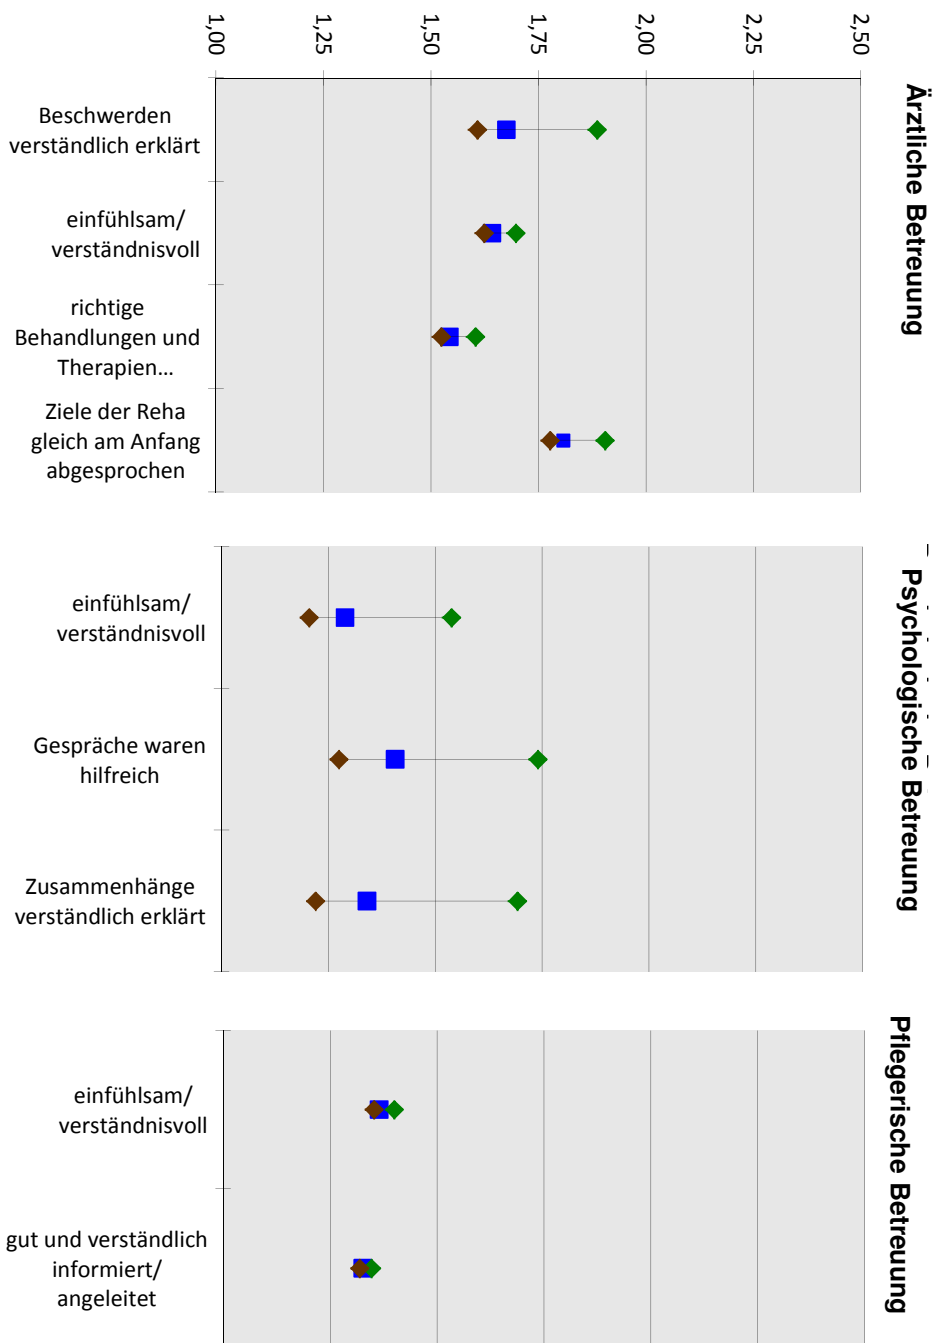 1,00
1,25
1,50
1,75
2,00
2,25
2,50
Ärztliche Betreuung
Beschwerden
verständlich erklärt
einfühlsam/
verständnisvoll
richtige
Behandlungen und
Therapien...
Ziele der Reha
gleich am Anfang
abgesprochen
Psychologische Betreuung
einfühlsam/
verständnisvoll
Gespräche waren
hilfreich
Zusammenhänge
verständlich erklärt
Pflegerische Betreuung
einfühlsam/
verständnisvoll
gut und verständlich
informiert/
angeleitet